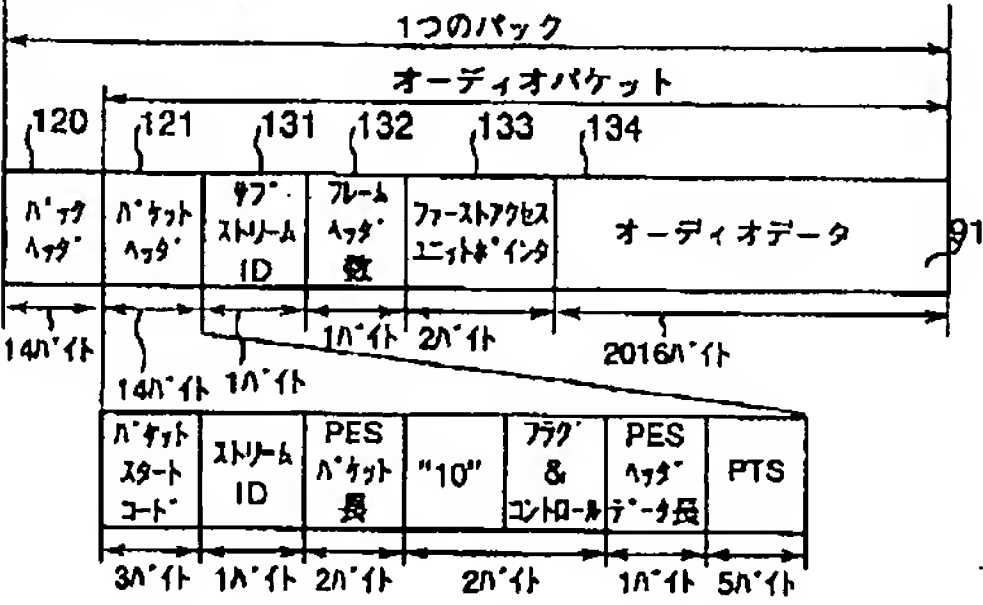 1つのパック
オーディオパケット
120 121 131 132 133 134
ﾊﾟｯｸ
ﾍｯﾀﾞ
ﾊﾟｹｯﾄ
ﾍｯﾀﾞ
ｻﾌﾞ・
ｽﾄﾘｰﾑ
ID
ﾌﾚｰﾑ
ﾍｯﾀﾞ
数
ﾌｧｰｽﾄｱｸｾｽ
ﾕﾆｯﾄﾎﾟｲﾝﾀ
オーディオデータ
91
14ﾊﾞｲﾄ
14ﾊﾞｲﾄ
1ﾊﾞｲﾄ
1ﾊﾞｲﾄ
2ﾊﾞｲﾄ
2016ﾊﾞｲﾄ
ﾊﾟｹｯﾄ
ｽﾀｰﾄ
ｺｰﾄﾞ
ｽﾄﾘｰﾑ
ID
PES
ﾊﾟｹｯﾄ
長
"10"
ﾌﾗｸﾞ
&
ｺﾝﾄﾛｰﾙ
PES
ﾍｯﾀﾞ
ﾃﾞｰﾀ長
PTS
3ﾊﾞｲﾄ
1ﾊﾞｲﾄ
2ﾊﾞｲﾄ
2ﾊﾞｲﾄ
1ﾊﾞｲﾄ
5ﾊﾞｲﾄ